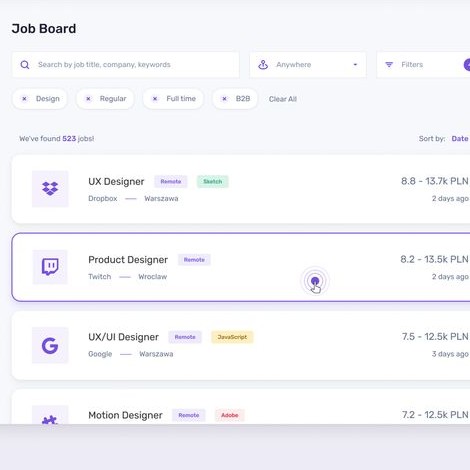 Job Board
Search by job title, company, keywords
Anywhere
Filters
Design
Regular
Full time
B2B
Clear All
We've found 523 jobs!
Sort by: Date
UX Designer Remote Sketch 8.8 - 13.7k PLN
Dropbox — Warszawa 2 days ago
Product Designer Remote 8.2 - 13.5k PLN
Twitch — Wroclaw 2 days ago
UX/UI Designer Remote JavaScript 7.5 - 12.5k PLN
Google — Warszawa 3 days ago
Motion Designer Remote Adobe 7.2 - 12.5k PLN